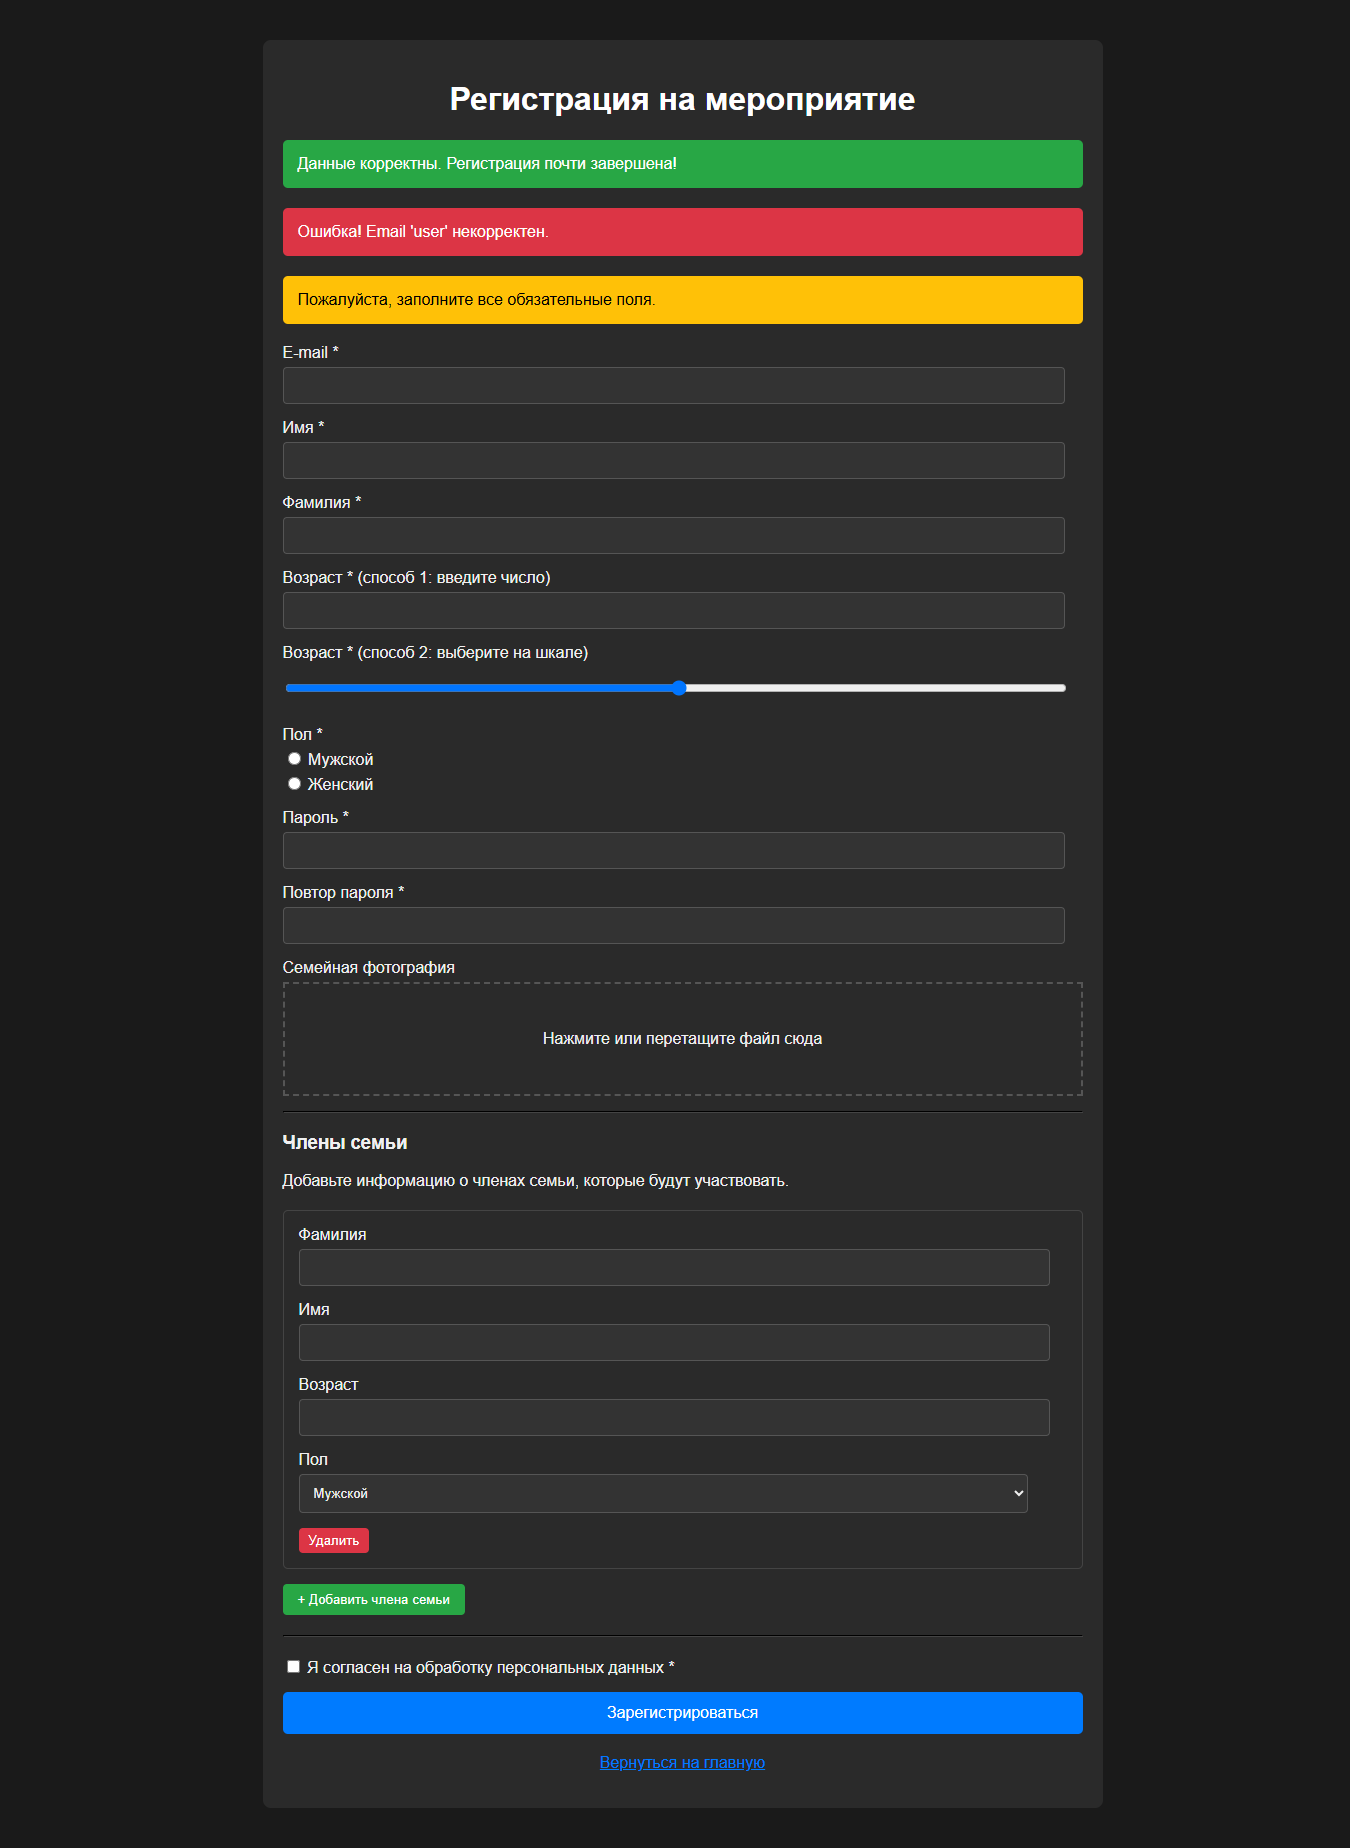 Регистрация на мероприятие
Данные корректны. Регистрация почти завершена!
Ошибка! Email 'user' некорректен.
Пожалуйста, заполните все обязательные поля.
E-mail *
Имя *
Фамилия *
Возраст * (способ 1: введите число)
Возраст * (способ 2: выберите на шкале)
Пол *
Мужской
Женский
Пароль *
Повтор пароля *
Семейная фотография
Нажмите или перетащите файл сюда
Члены семьи
Добавьте информацию о членах семьи, которые будут участвовать.
Фамилия
Имя
Возраст
Пол
Мужской
Удалить
+ Добавить члена семьи
Я согласен на обработку персональных данных *
Зарегистрироваться
Вернуться на главную